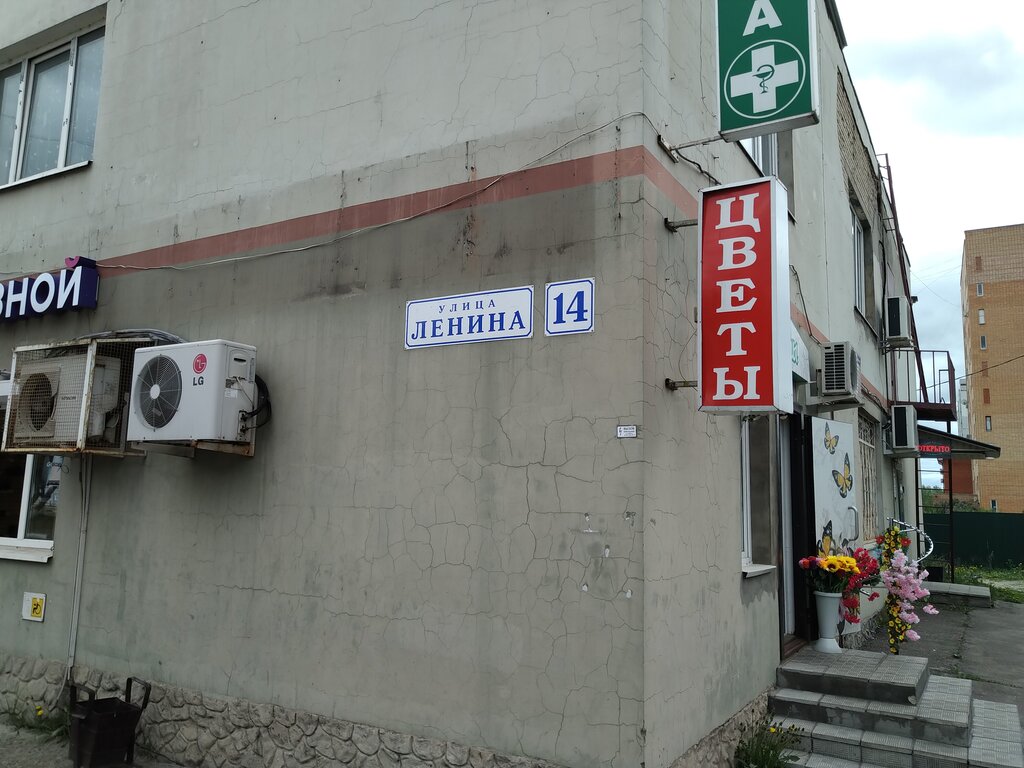 А
ЦВЕТЫ
УЛИЦА
ЛЕНИНА
14
ВНОЙ
LG
ОТКРЫТО